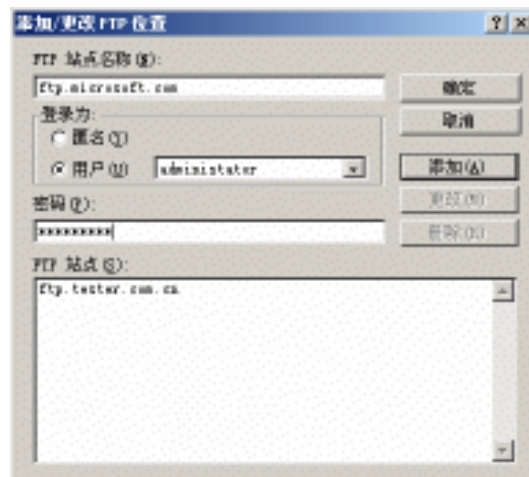 添加/更改 FTP 位置
FTP 站点名称(N):
ftp.microsoft.com
确定
登录为:
取消
匿名(Y)
用户(U)
administator
添加(A)
密码(P):
更改(M)
*********
删除(R)
FTP 站点(S):
ftp.tester.com.cn